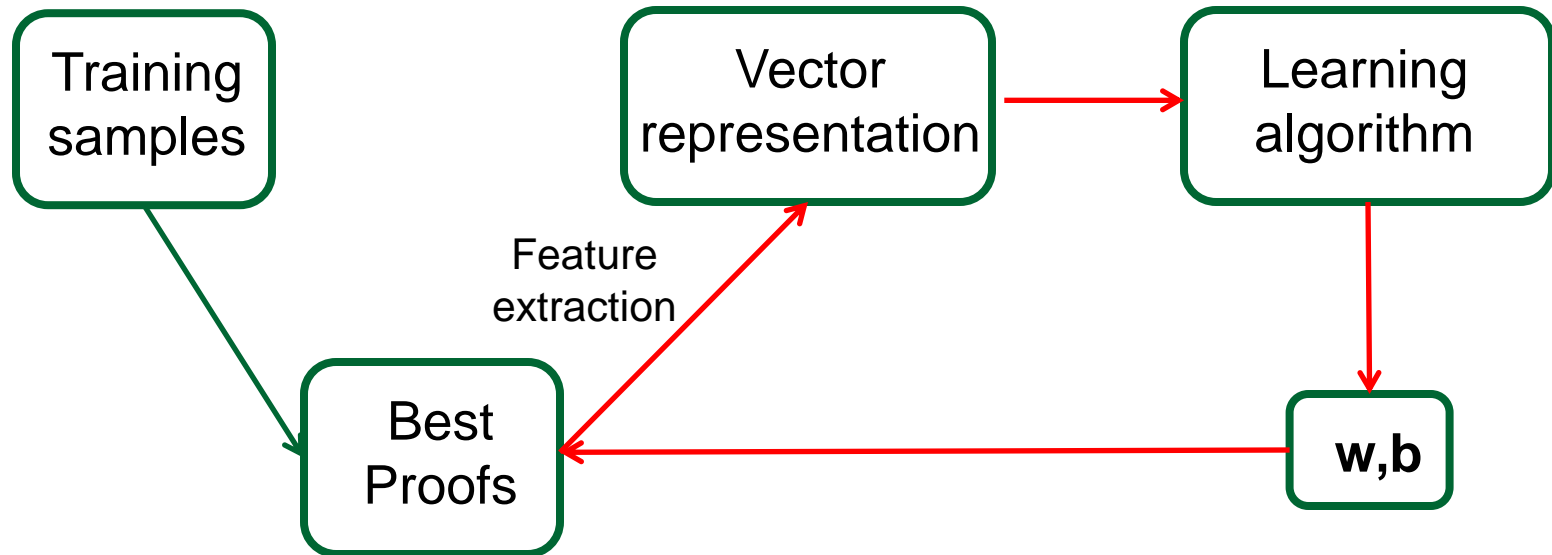 Training
samples
Vector
representation
Learning
algorithm
Feature
extraction
Best
Proofs
w,b